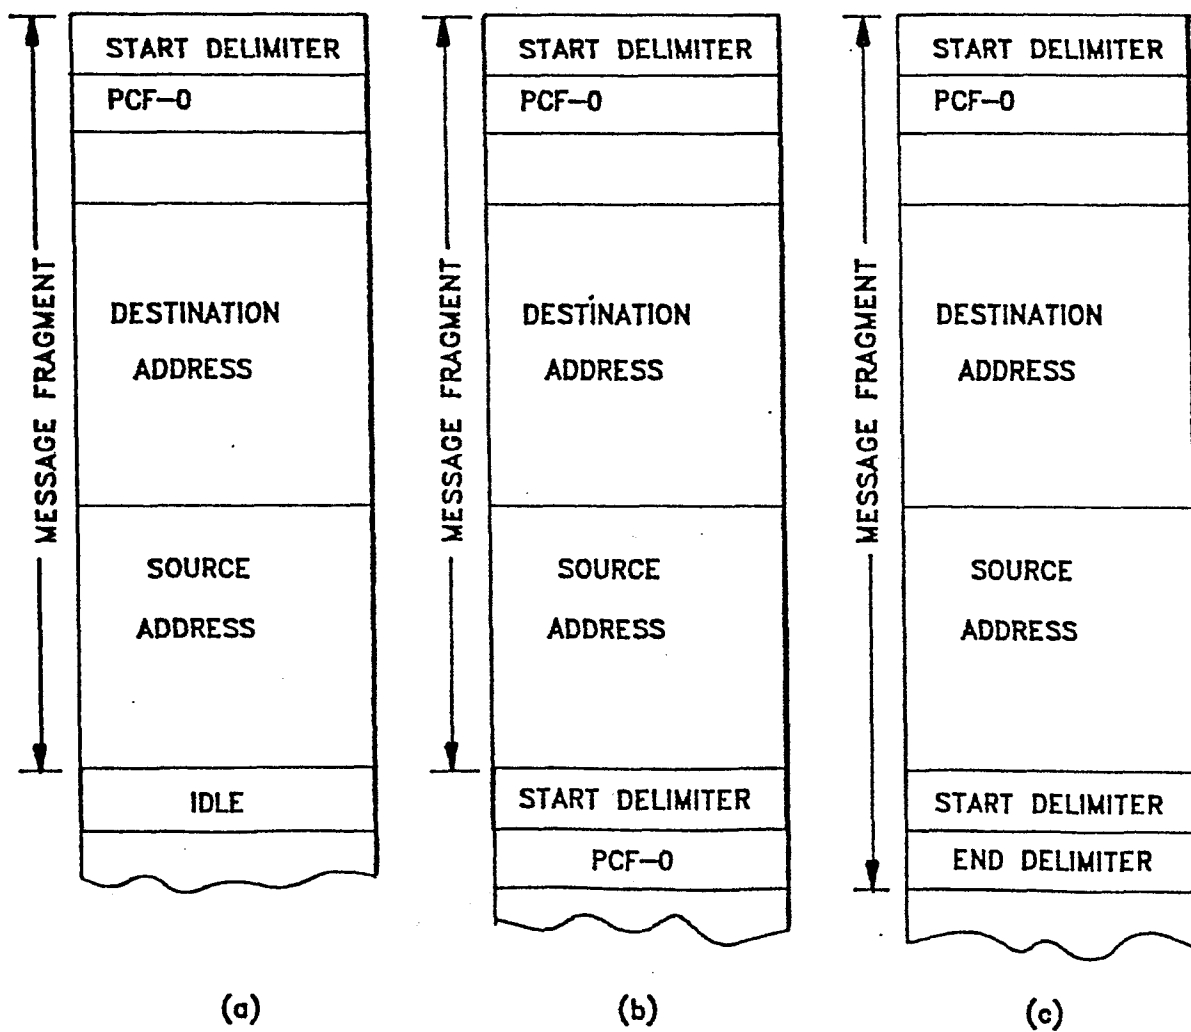 MESSAGE FRAGMENT
START DELIMITER
PCF-0
DESTINATION
ADDRESS
SOURCE
ADDRESS
IDLE
(a)
MESSAGE FRAGMENT
START DELIMITER
PCF-0
DESTINATION
ADDRESS
SOURCE
ADDRESS
START DELIMITER
PCF-0
(b)
MESSAGE FRAGMENT
START DELIMITER
PCF-0
DESTINATION
ADDRESS
SOURCE
ADDRESS
START DELIMITER
END DELIMITER
(c)